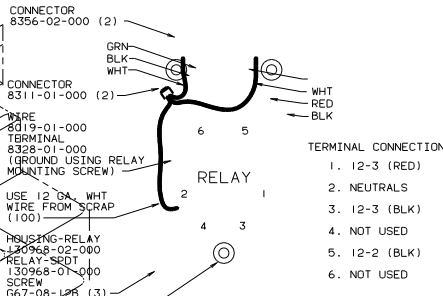 CONNECTOR
8356-02-000 (2)
GRN
BLK
WHT
CONNECTOR
8311-01-000 (2)
WHT
RED
BLK
WIRE
8019-01-000
TERMINAL
8328-01-000
(GROUND USING RELAY
MOUNTING SCREW)
6 5
RELAY
2 1
4 3
USE 12 GA. WHT
WIRE FROM SCRAP
(100)
HOUSING-RELAY
130968-02-000
RELAY-SPDT
130968-01-000
SCREW
G67-08-12B (3)
TERMINAL CONNECTION
1. 12-3 (RED)
2. NEUTRALS
3. 12-3 (BLK)
4. NOT USED
5. 12-2 (BLK)
6. NOT USED